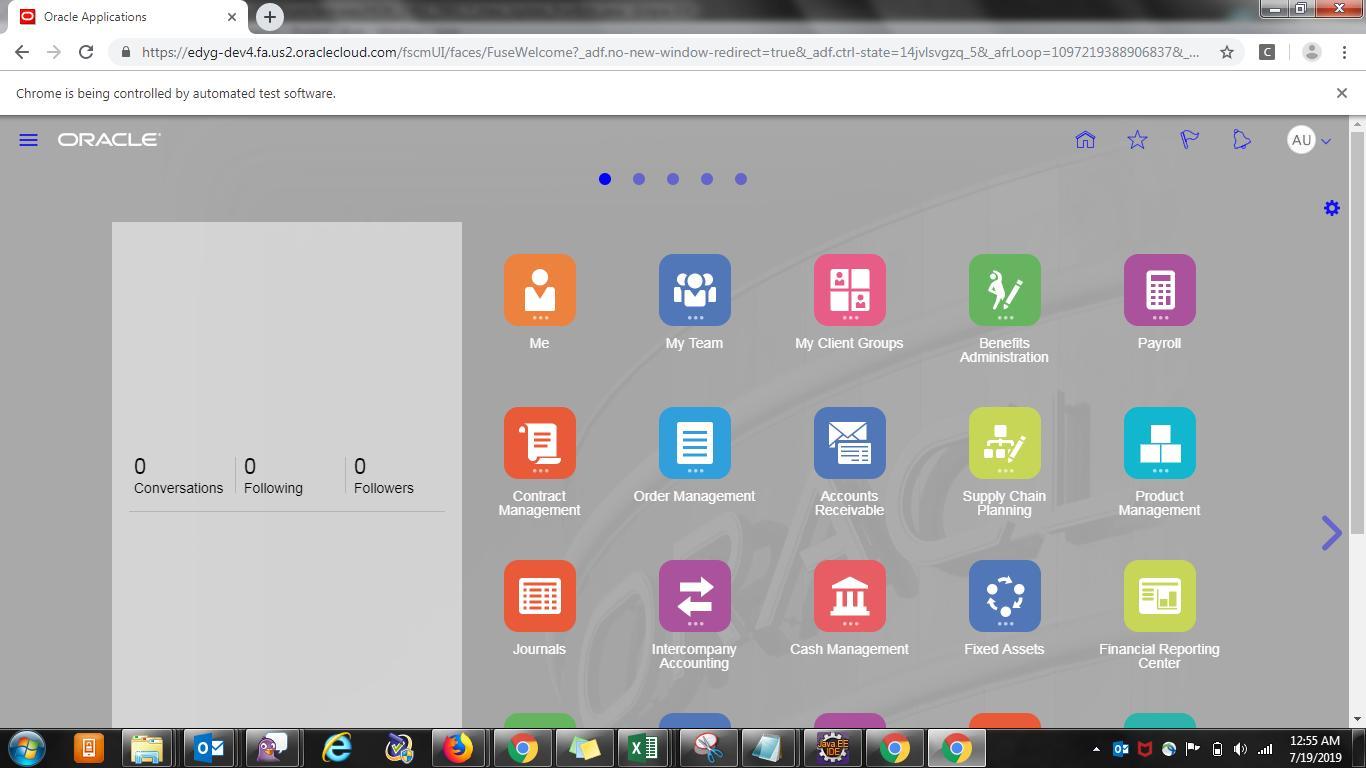 Oracle Applications
https://edyg-dev4.fa.us2.oraclecloud.com/fscmUI/faces/FuseWelcome?_adf.no-new-window-redirect=true&_adf.ctrl-state=14jvlsvgzq_5&_afrLoop=1097219388906837&_...
C
Chrome is being controlled by automated test software.
ORACLE
AU
Me
My Team
My Client Groups
Benefits
Administration
Payroll
0
Conversations
0
Following
0
Followers
Contract
Management
Order Management
Accounts
Receivable
Supply Chain
Planning
Product
Management
Journals
Intercompany
Accounting
Cash Management
Fixed Assets
Financial Reporting
Center
ORACL
Java EE
IDE
12:55 AM
7/19/2019